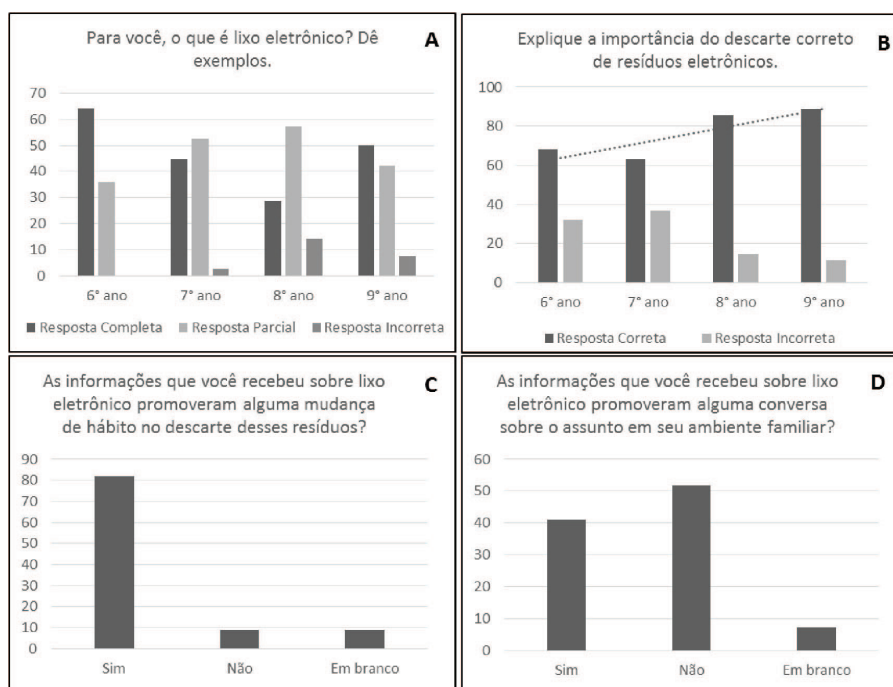 Para você, o que é lixo eletrônico? Dê
exemplos.
A
70
60
50
40
30
20
10
0
6° ano
7° ano
8° ano
9° ano
Resposta Completa
Resposta Parcial
Resposta Incorreta
Explique a importância do descarte correto
de resíduos eletrônicos.
B
100
80
60
40
20
0
6° ano
7° ano
8° ano
9° ano
Resposta Correta
Resposta Incorreta
As informações que você recebeu sobre lixo
eletrônico promoveram alguma mudança
de hábito no descarte desses resíduos?
C
90
80
70
60
50
40
30
20
10
0
Sim
Não
Em branco
As informações que você recebeu sobre lixo
eletrônico promoveram alguma conversa
sobre o assunto em seu ambiente familiar?
D
60
50
40
30
20
10
0
Sim
Não
Em branco